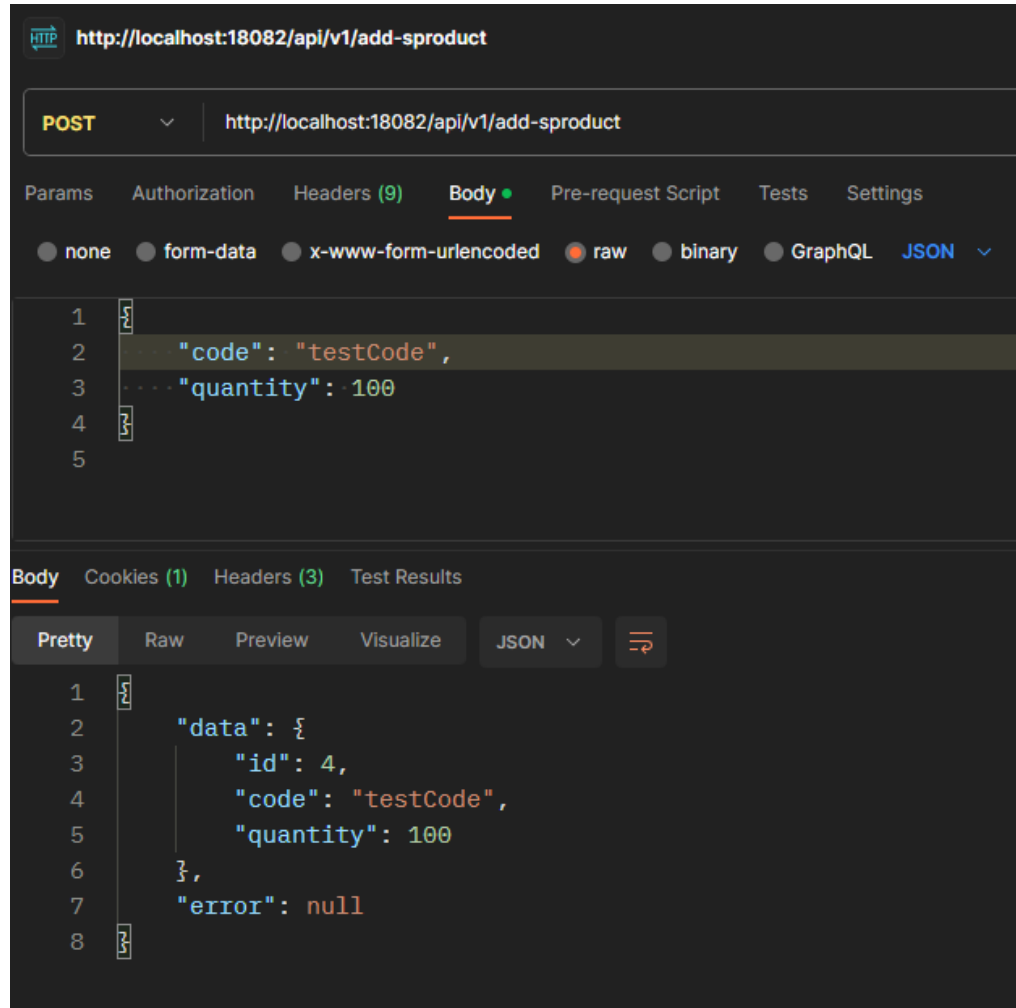 HTTP http://localhost:18082/api/v1/add-sproduct
POST http://localhost:18082/api/v1/add-sproduct
Params Authorization Headers (9) Body Pre-request Script Tests Settings
none form-data x-www-form-urlencoded raw binary GraphQL JSON
1 {
2 "code": "testCode",
3 "quantity": 100
4 }
5
Body Cookies (1) Headers (3) Test Results
Pretty Raw Preview Visualize JSON
1 {
2 "data": {
3 "id": 4,
4 "code": "testCode",
5 "quantity": 100
6 },
7 "error": null
8 }